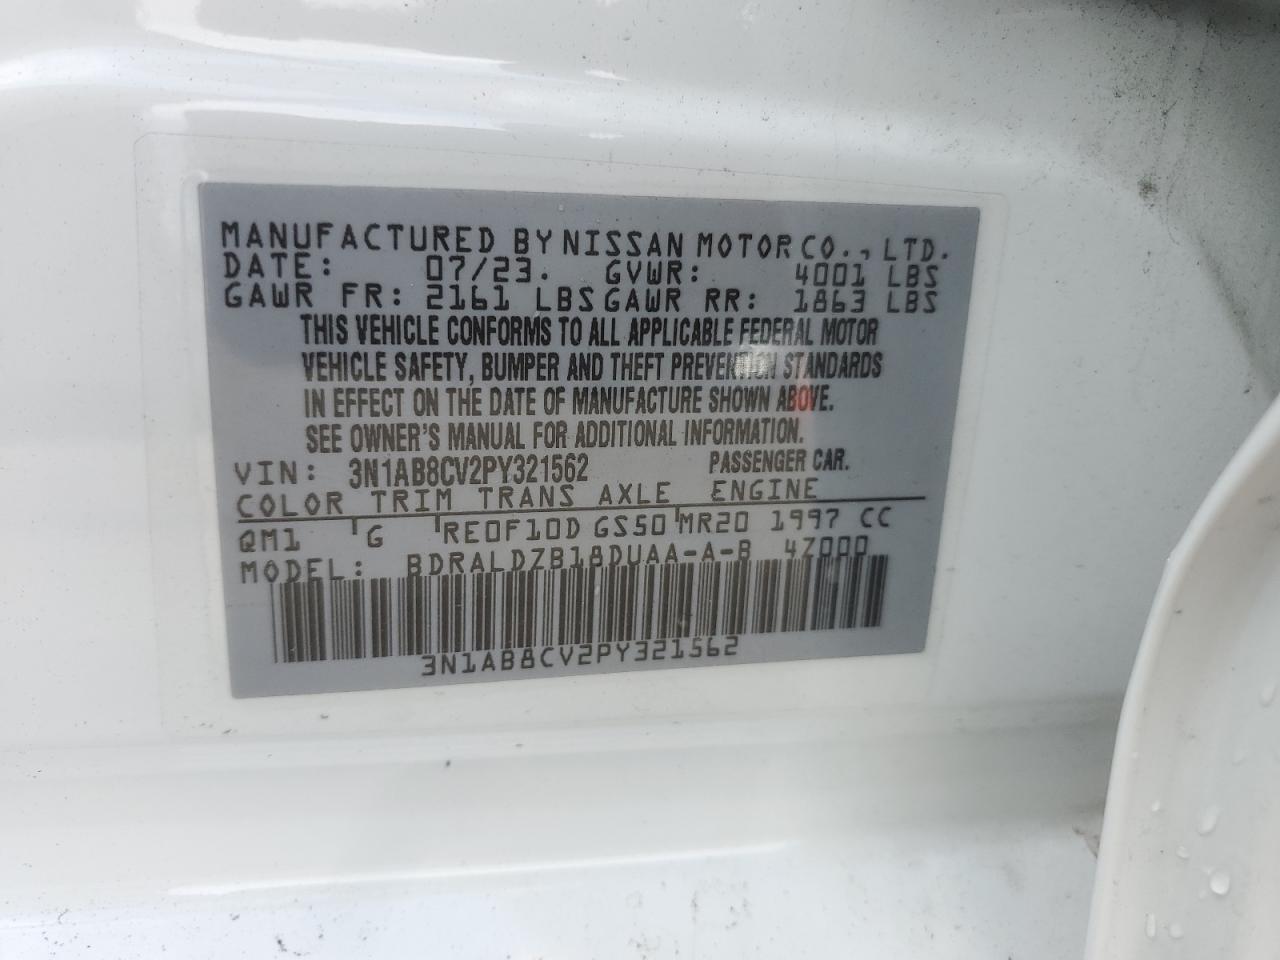 MANUFACTURED BY NISSAN MOTOR CO., LTD.
DATE: 07/23. GVWR: 4001 LBS
GAWR FR: 2161 LBS GAWR RR: 1863 LBS
THIS VEHICLE CONFORMS TO ALL APPLICABLE FEDERAL MOTOR
VEHICLE SAFETY, BUMPER AND THEFT PREVENTION STANDARDS
IN EFFECT ON THE DATE OF MANUFACTURE SHOWN ABOVE.
SEE OWNER'S MANUAL FOR ADDITIONAL INFORMATION.
VIN: 3N1AB8CV2PY321562 PASSENGER CAR.
COLOR TRIM TRANS AXLE ENGINE
QM1 G RE0F10D GS50 MR20 1997 CC
MODEL: BDRALDZB18DUAA-A-B 4Z000
3N1AB8CV2PY321562